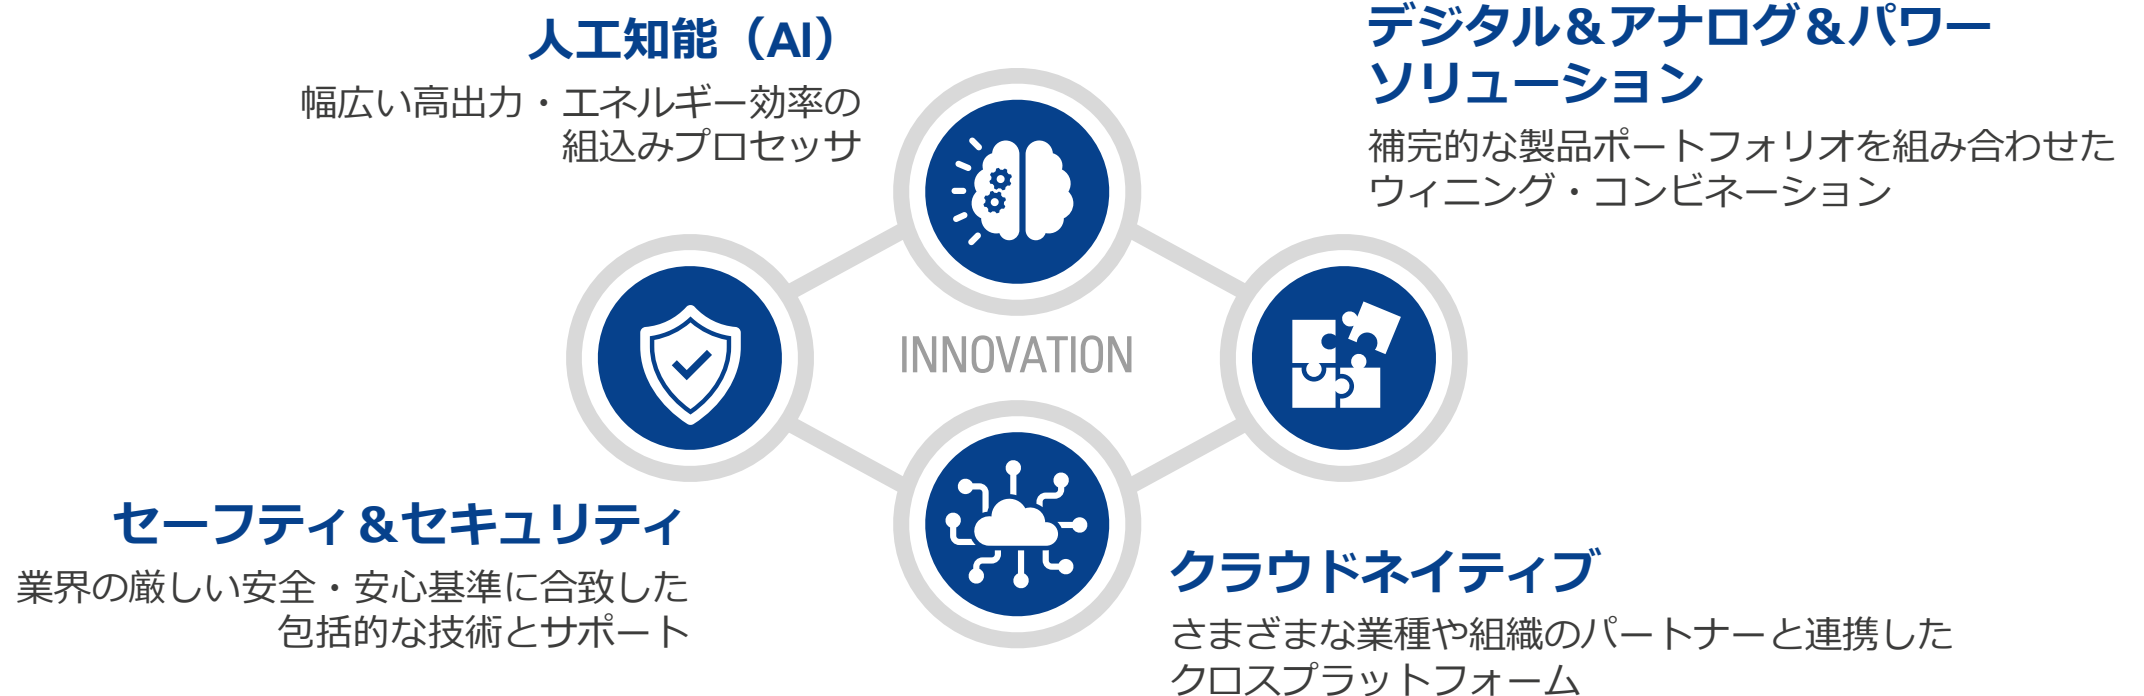 人工知能（AI）
幅広い高出力・エネルギー効率の
組込みプロセッサ
デジタル＆アナログ＆パワー
ソリューション
補完的な製品ポートフォリオを組み合わせた
ウィニング・コンビネーション
INNOVATION
セーフティ＆セキュリティ
業界の厳しい安全・安心基準に合致した
包括的な技術とサポート
クラウドネイティブ
さまざまな業種や組織のパートナーと連携した
クロスプラットフォーム